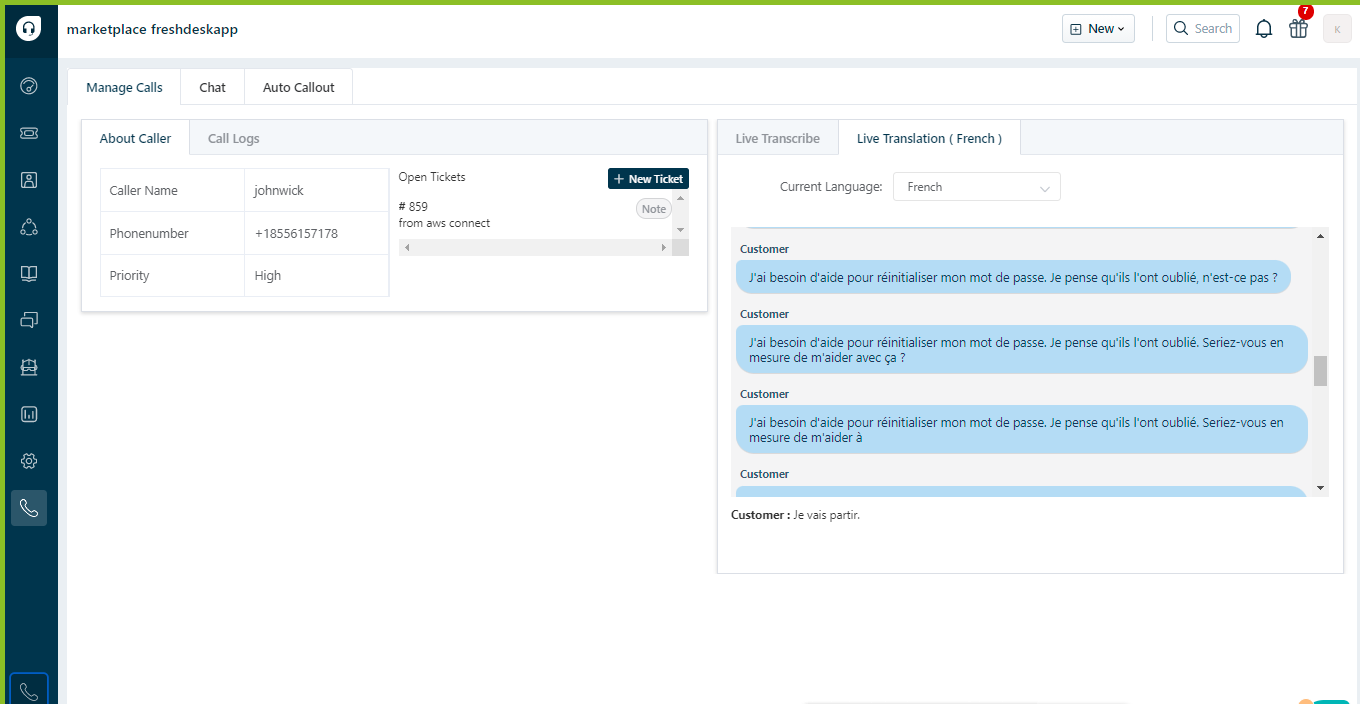 marketplace freshdeskapp
New
Search
7
K
Manage Calls
Chat
Auto Callout
About Caller
Call Logs
Caller Name
johnwick
Phonenumber
+18556157178
Priority
High
Open Tickets
+ New Ticket
# 859
Note
from aws connect
Live Transcribe
Live Translation ( French )
Current Language:
French
Customer
J'ai besoin d'aide pour réinitialiser mon mot de passe. Je pense qu'ils l'ont oublié, n'est-ce pas ?
Customer
J'ai besoin d'aide pour réinitialiser mon mot de passe. Je pense qu'ils l'ont oublié. Seriez-vous en
mesure de m'aider avec ça ?
Customer
J'ai besoin d'aide pour réinitialiser mon mot de passe. Je pense qu'ils l'ont oublié. Seriez-vous en
mesure de m'aider à
Customer
Customer : Je vais partir.